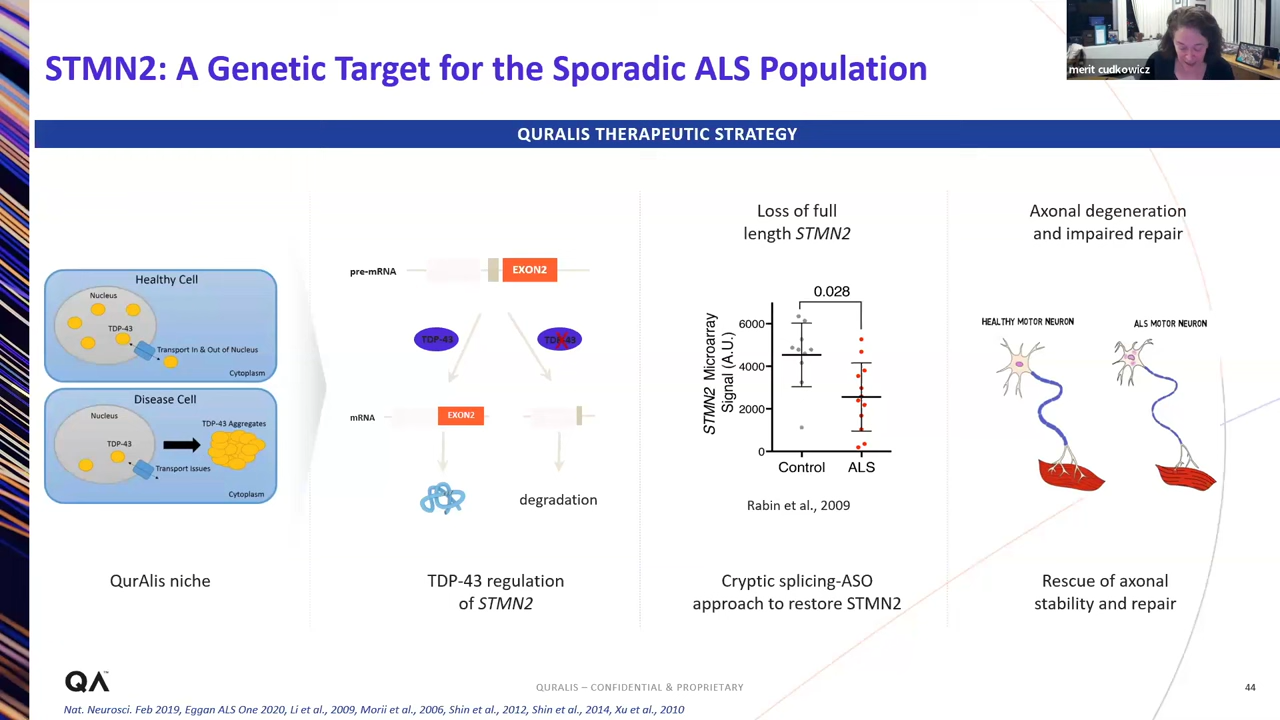 STMN2: A Genetic Target for the Sporadic ALS Population
merit cudkowicz
QURALIS THERAPEUTIC STRATEGY
Healthy Cell
Nucleus
TDP-43
Transport In & Out of Nucleus
Cytoplasm
Disease Cell
Nucleus
TDP-43 Aggregates
TDP-43
Transport issues
Cytoplasm
QurAlis niche
pre-mRNA
EXON2
TDP-43
TDP-43
mRNA
EXON2
degradation
TDP-43 regulation
of STMN2
Loss of full
length STMN2
0.028
STMN2 Microarray
Signal (A.U.)
6000
4000
2000
0
Control
ALS
Rabin et al., 2009
Cryptic splicing-ASO
approach to restore STMN2
Axonal degeneration
and impaired repair
HEALTHY MOTOR NEURON
ALS MOTOR NEURON
Rescue of axonal
stability and repair
QA
QURALIS – CONFIDENTIAL & PROPRIETARY
44
Nat. Neurosci. Feb 2019, Eggan ALS One 2020, Li et al., 2009, Morii et al., 2006, Shin et al., 2012, Shin et al., 2014, Xu et al., 2010